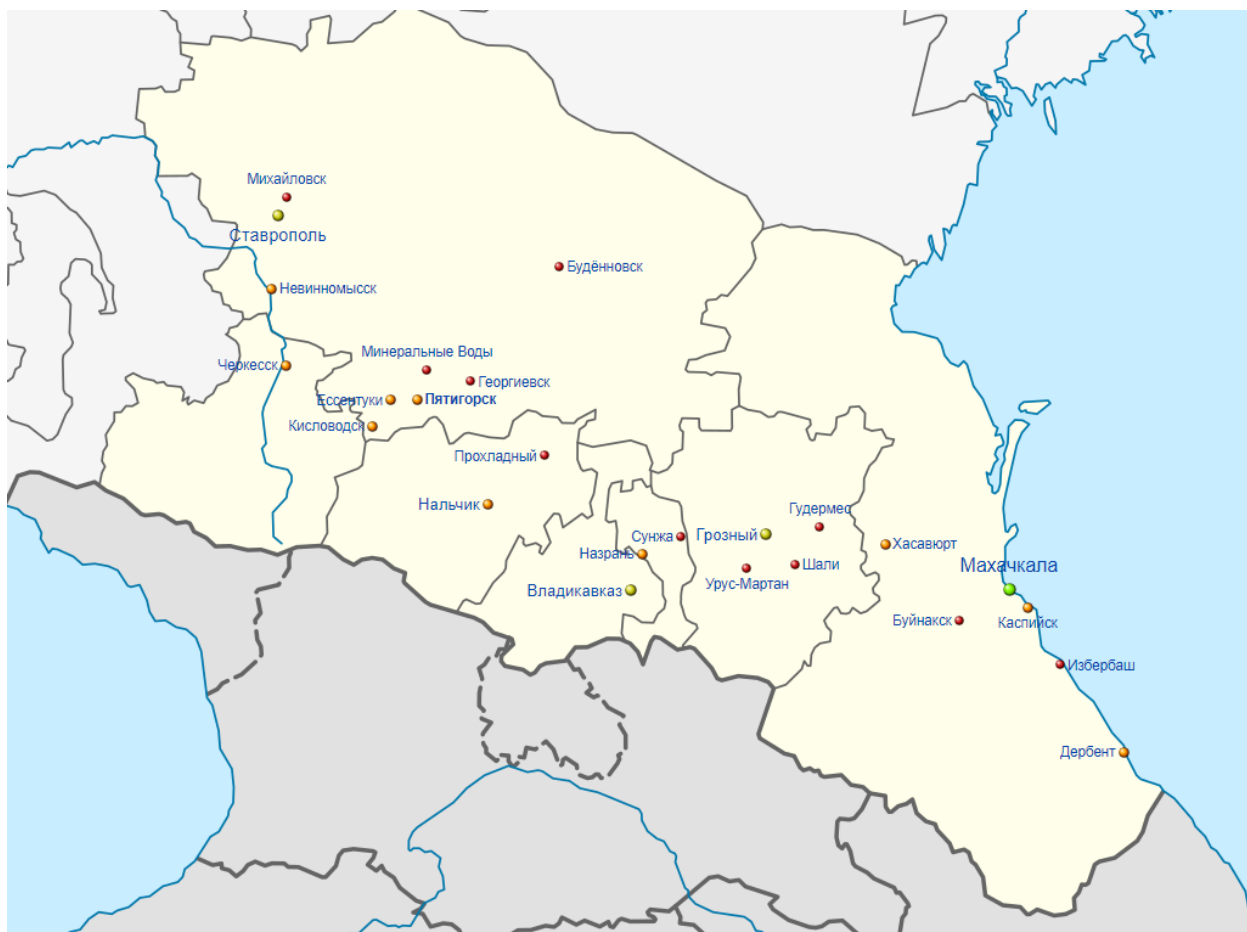 Михайловск
Ставрополь
Будённовск
Невинномысск
Минеральные Воды
Черкесск
Георгиевск
Ессентуки
Пятигорск
Кисловодск
Прохладный
Нальчик
Гудермес
Сунжа
Грозный
Хасавюрт
Назрань
Шали
Махачкала
Урус-Мартан
Владикавказ
Буйнакск
Каспийск
Избербаш
Дербент